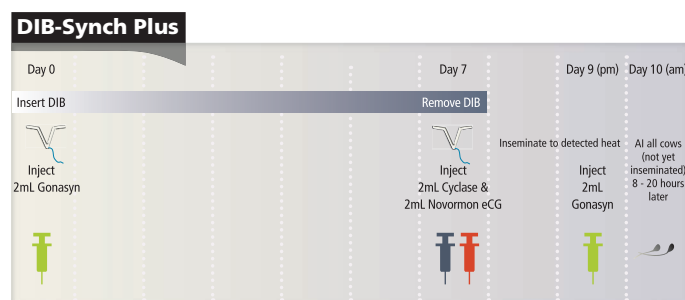 DIB-Synch Plus
Day 0
Day 7
Day 9 (pm)
Day 10 (am)
Insert DIB
Remove DIB
Inseminate to detected heat
Inject
2mL Gonasyn
Inject
2mL Cyclase &
2mL Novormon eCG
Inject
2mL
Gonasyn
AI all cows
(not yet
inseminated)
8 - 20 hours
later